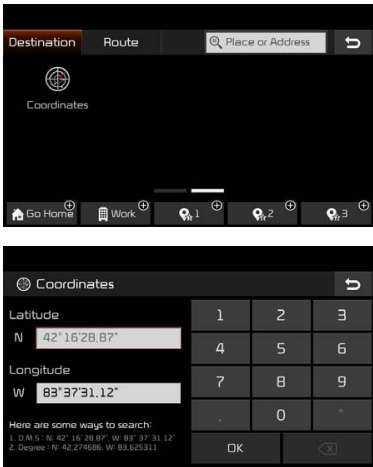 Destination
Route
Place or Address
Coordinates
Go Home
Work
1
2
3
Coordinates
Latitude
N 42°16'28.87"
Longitude
W 83°37'31.12"
Here are some ways to search:
1. D.M.S : N: 42° 16' 28.87", W: 83° 37' 31.12"
2. Degree : N: 42.274686, W: 83.625311
1 2 3
4 5 6
7 8 9
. 0 °
OK